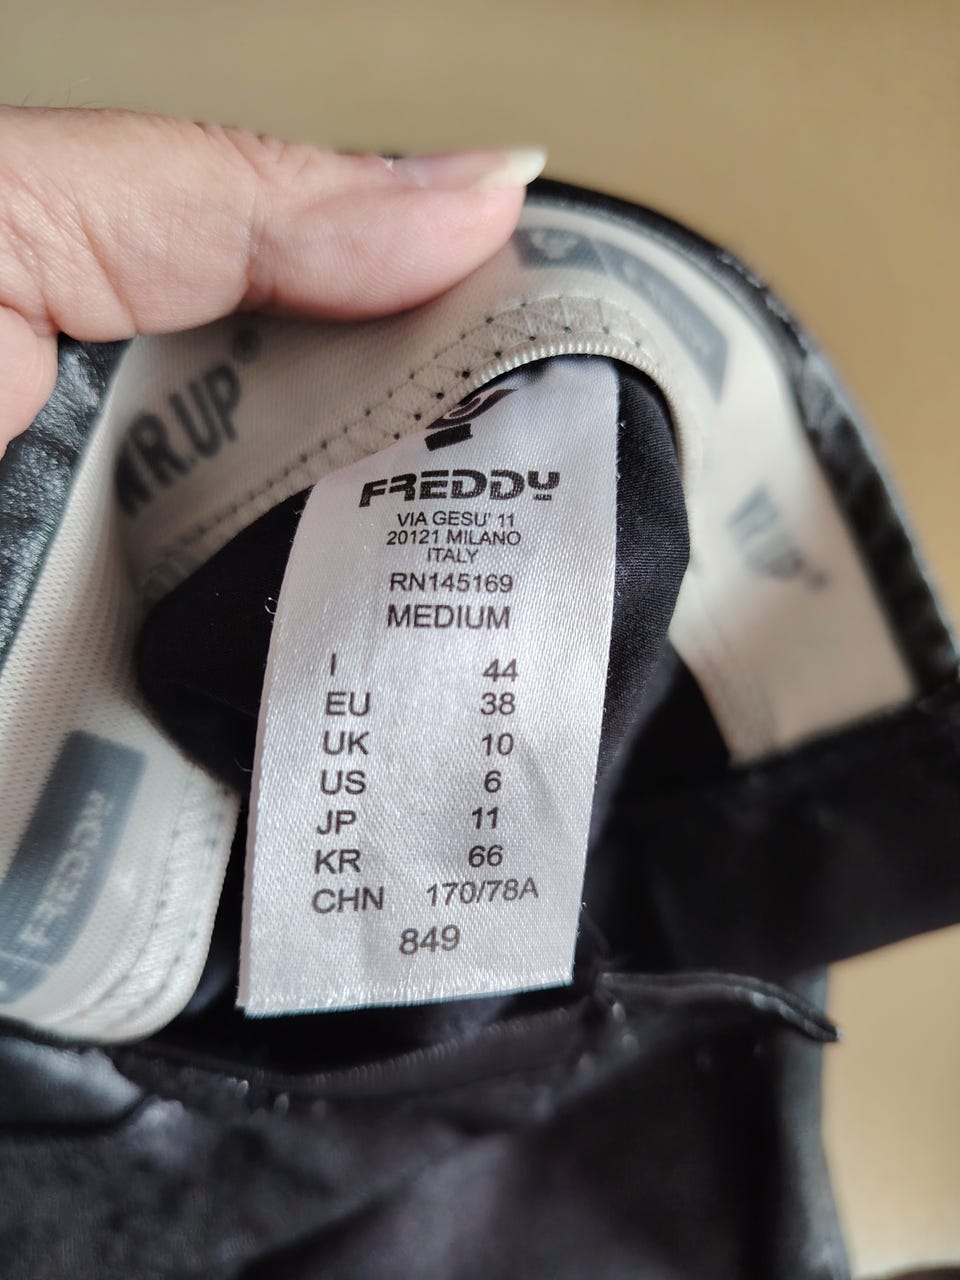 WR.UP®
FREDDY
VIA GESU' 11
20121 MILANO
ITALY
RN145169
MEDIUM
I 44
EU 38
UK 10
US 6
JP 11
KR 66
CHN 170/78A
849
WR.UP®
FREDDY